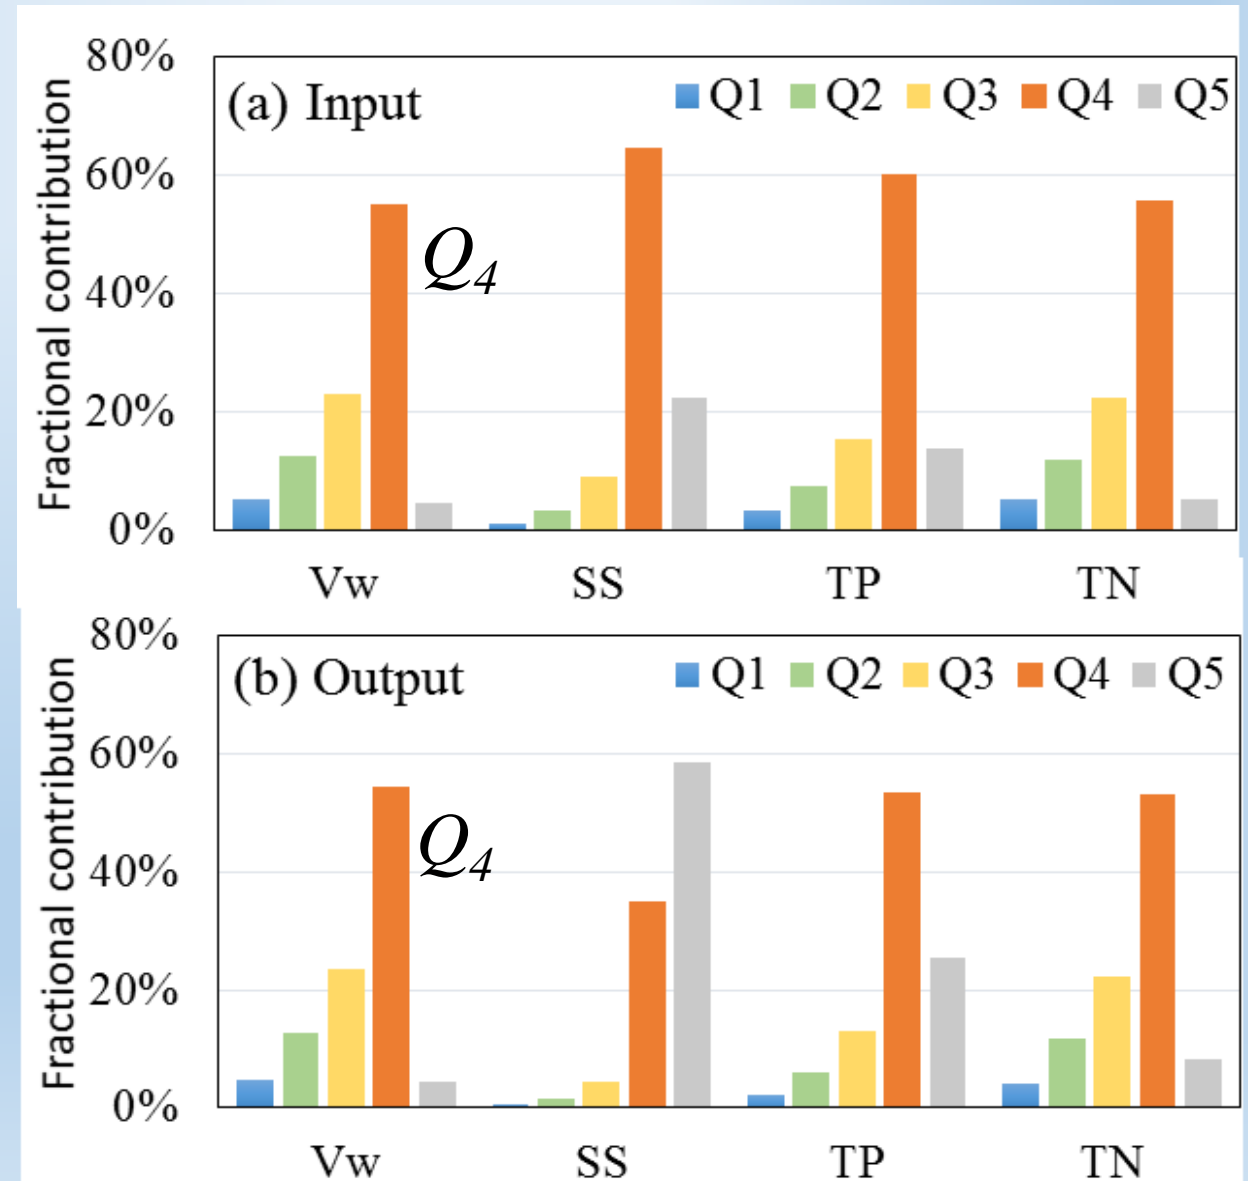 80%
(a) Input
Q1 Q2 Q3 Q4 Q5
60%
Q4
40%
20%
0%
Fractional contribution
Vw SS TP TN
80%
(b) Output
Q1 Q2 Q3 Q4 Q5
60%
Q4
40%
20%
0%
Fractional contribution
Vw SS TP TN